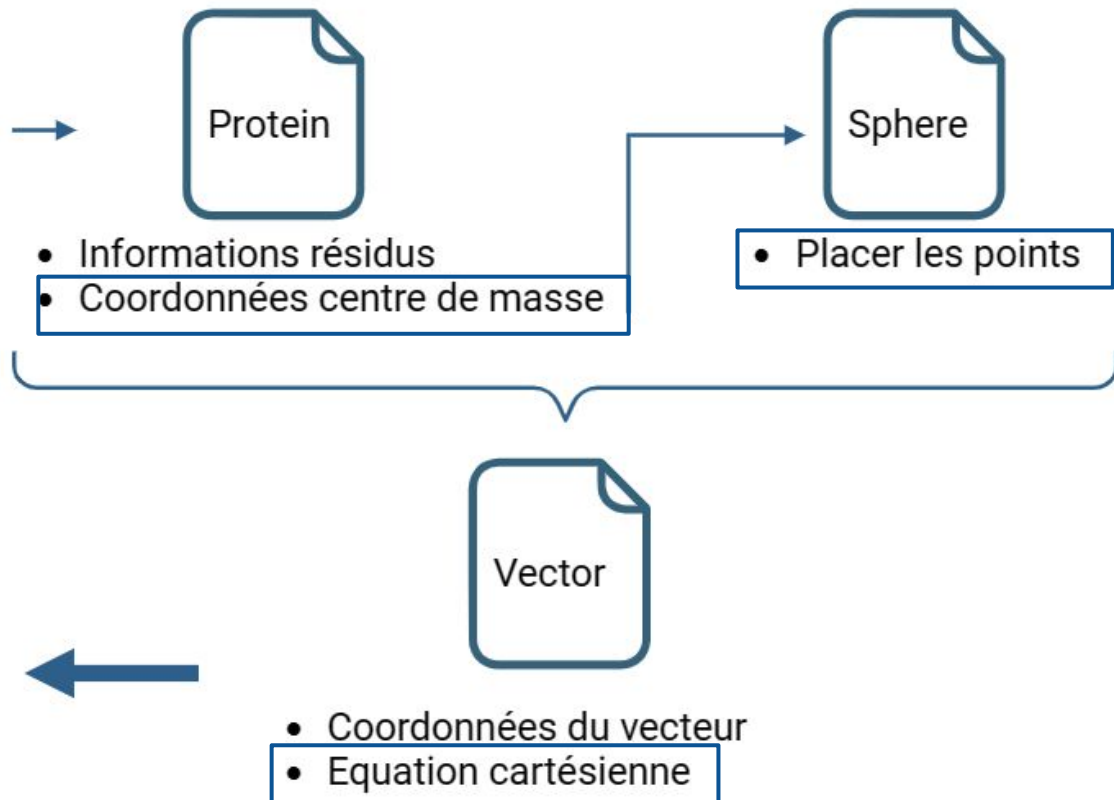 Protein
Sphere
• Informations résidus
• Coordonnées centre de masse
• Placer les points
Vector
• Coordonnées du vecteur
• Equation cartésienne